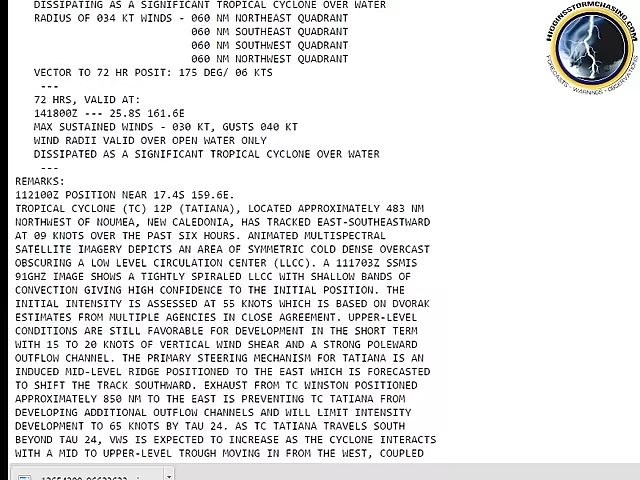 DISSIPATING AS A SIGNIFICANT TROPICAL CYCLONE OVER WATER
RADIUS OF 034 KT WINDS - 060 NM NORTHEAST QUADRANT
060 NM SOUTHEAST QUADRANT
060 NM SOUTHWEST QUADRANT
060 NM NORTHWEST QUADRANT
VECTOR TO 72 HR POSIT: 175 DEG/ 06 KTS
---
72 HRS, VALID AT:
141800Z --- 25.8S 161.6E
MAX SUSTAINED WINDS - 030 KT, GUSTS 040 KT
WIND RADII VALID OVER OPEN WATER ONLY
DISSIPATED AS A SIGNIFICANT TROPICAL CYCLONE OVER WATER
---
REMARKS:
112100Z POSITION NEAR 17.4S 159.6E.
TROPICAL CYCLONE (TC) 12P (TATIANA), LOCATED APPROXIMATELY 483 NM
NORTHWEST OF NOUMEA, NEW CALEDONIA, HAS TRACKED EAST-SOUTHEASTWARD
AT 09 KNOTS OVER THE PAST SIX HOURS. ANIMATED MULTISPECTRAL
SATELLITE IMAGERY DEPICTS AN AREA OF SYMMETRIC COLD DENSE OVERCAST
OBSCURING A LOW LEVEL CIRCULATION CENTER (LLCC). A 111703Z SSMIS
91GHZ IMAGE SHOWS A TIGHTLY SPIRALED LLCC WITH SHALLOW BANDS OF
CONVECTION GIVING HIGH CONFIDENCE TO THE INITIAL POSITION. THE
INITIAL INTENSITY IS ASSESSED AT 55 KNOTS WHICH IS BASED ON DVORAK
ESTIMATES FROM MULTIPLE AGENCIES IN CLOSE AGREEMENT. UPPER-LEVEL
CONDITIONS ARE STILL FAVORABLE FOR DEVELOPMENT IN THE SHORT TERM
WITH 15 TO 20 KNOTS OF VERTICAL WIND SHEAR AND A STRONG POLEWARD
OUTFLOW CHANNEL. THE PRIMARY STEERING MECHANISM FOR TATIANA IS AN
INDUCED MID-LEVEL RIDGE POSITIONED TO THE EAST WHICH IS FORECASTED
TO SHIFT THE TRACK SOUTHWARD. EXHAUST FROM TC WINSTON POSITIONED
APPROXIMATELY 850 NM TO THE EAST IS PREVENTING TC TATIANA FROM
DEVELOPING ADDITIONAL OUTFLOW CHANNELS AND WILL LIMIT INTENSITY
DEVELOPMENT TO 65 KNOTS BY TAU 24. AS TC TATIANA TRAVELS SOUTH
BEYOND TAU 24, VWS IS EXPECTED TO INCREASE AS THE CYCLONE INTERACTS
WITH A MID TO UPPER-LEVEL TROUGH MOVING IN FROM THE WEST, COUPLED
HIGGINSSTORMCHASING.COM
FORECASTS - WARNINGS - OBSERVATIONS